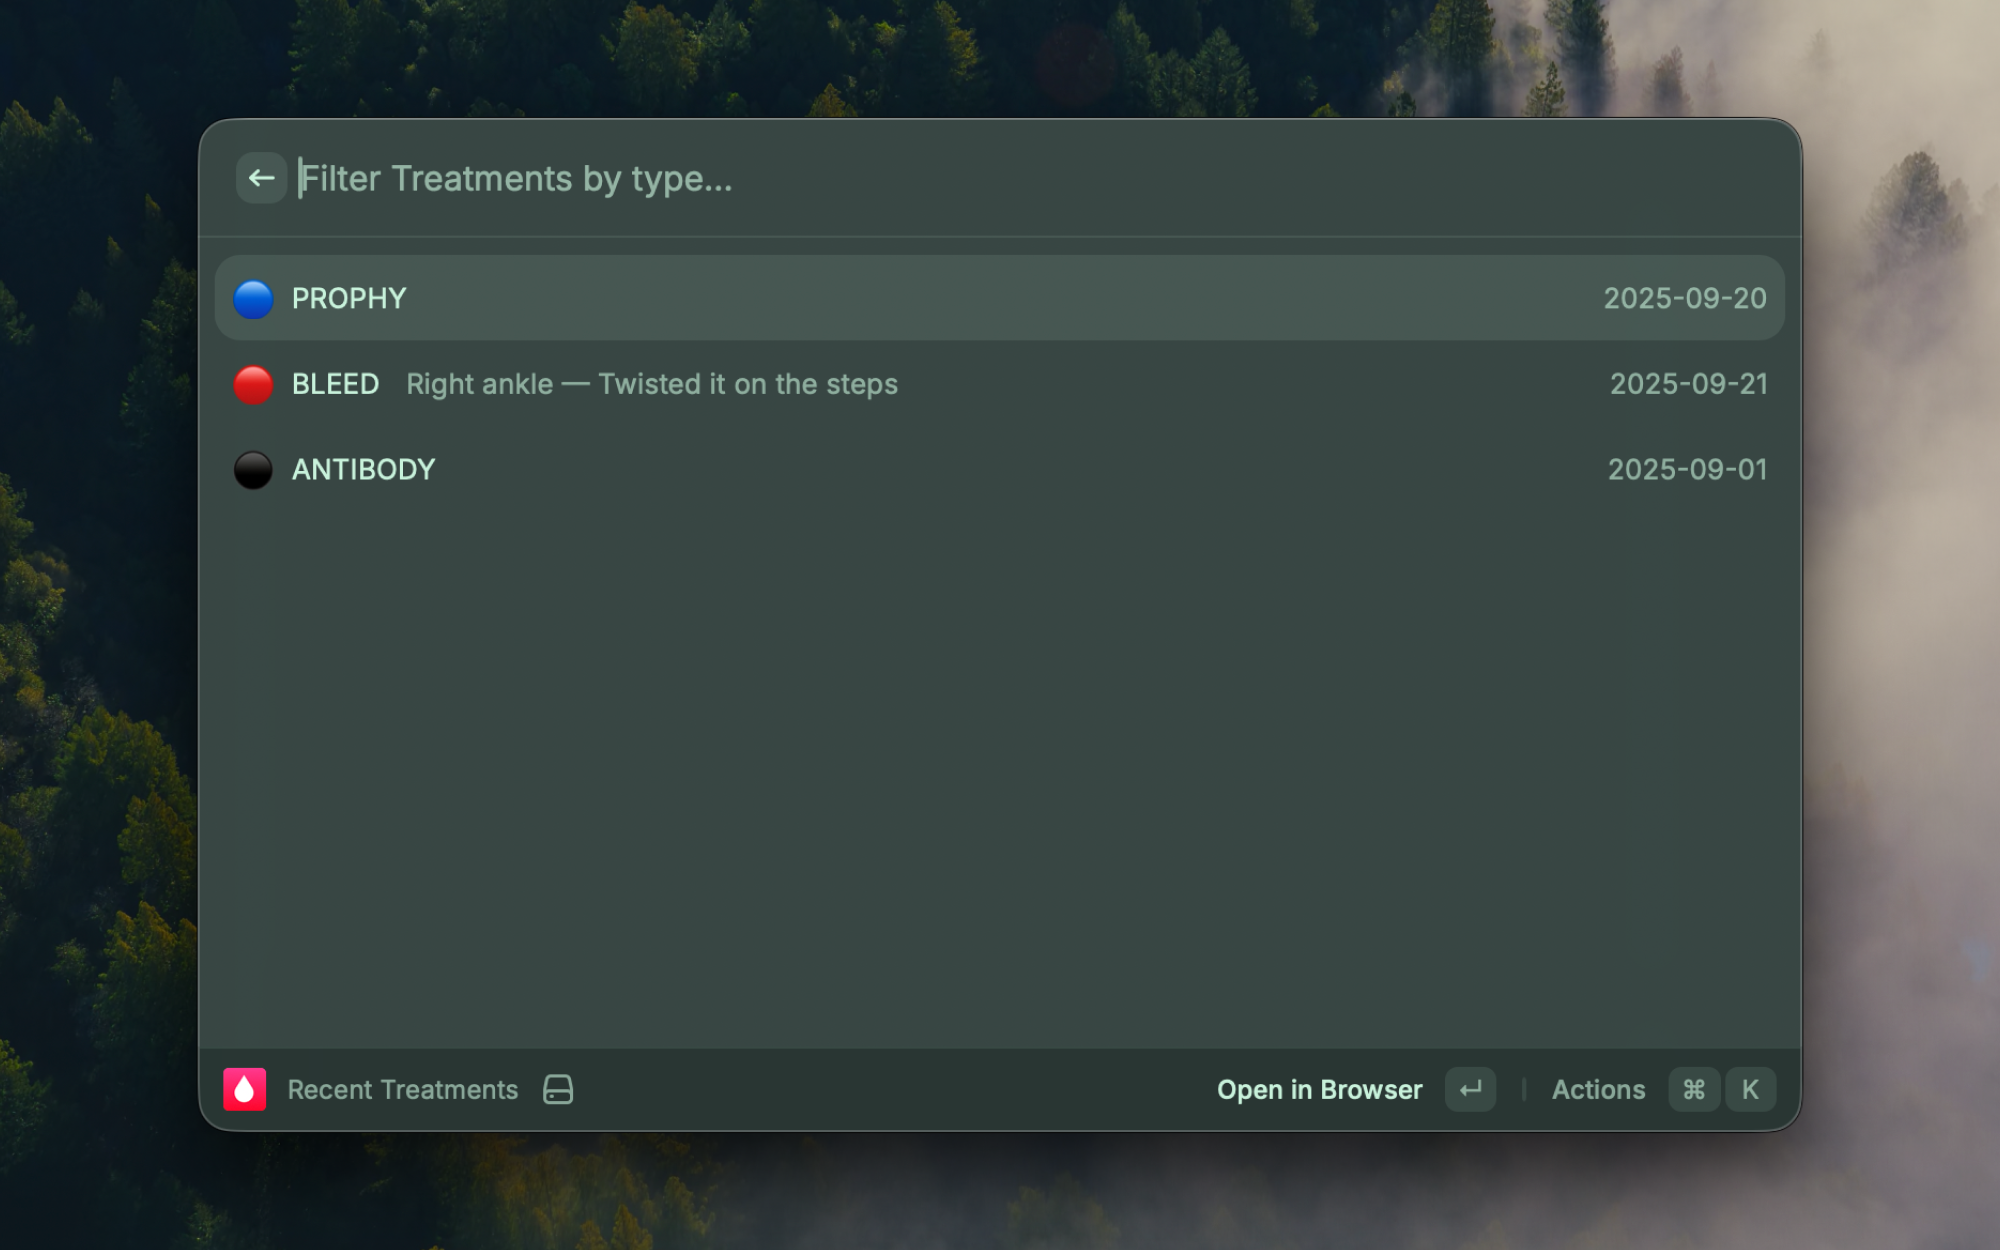 Filter Treatments by type...
PROPHY 2025-09-20
BLEED Right ankle — Twisted it on the steps 2025-09-21
ANTIBODY 2025-09-01
Recent Treatments Open in Browser ↵ Actions ⌘ K